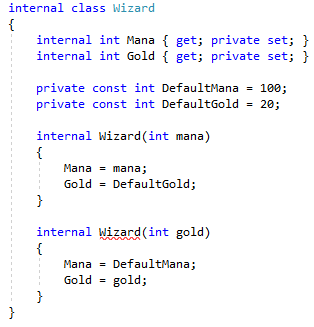 internal class Wizard
{
    internal int Mana { get; private set; }
    internal int Gold { get; private set; }

    private const int DefaultMana = 100;
    private const int DefaultGold = 20;

    internal Wizard(int mana)
    {
        Mana = mana;
        Gold = DefaultGold;
    }

    internal Wizard(int gold)
    {
        Mana = DefaultMana;
        Gold = gold;
    }
}